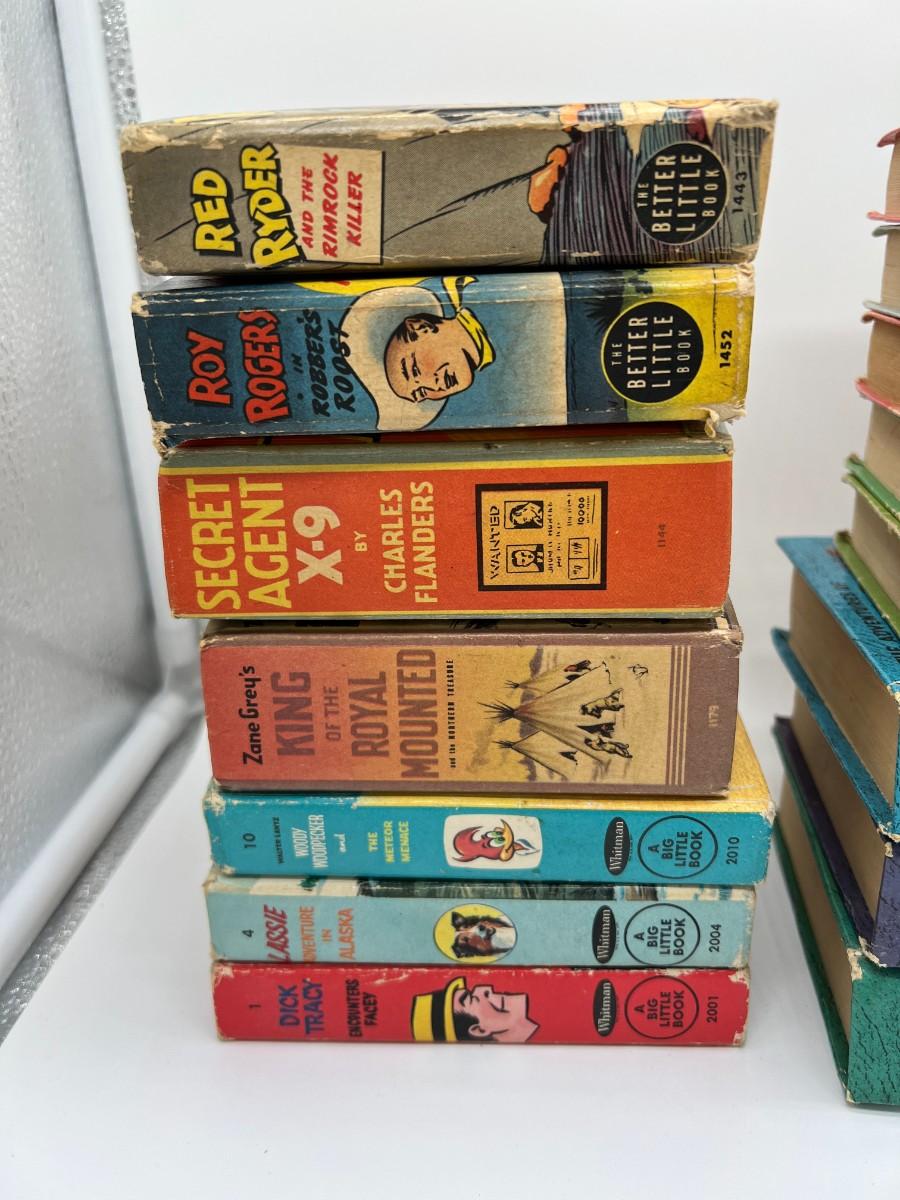 RED
RYDER
AND THE
RIMROCK
KILLER
THE
BETTER
LITTLE
BOOK
1443
ROY
ROGERS
IN
ROBBER'S
ROOST
THE
BETTER
LITTLE
BOOK
1452
SECRET
AGENT
X-9
BY
CHARLES
FLANDERS
WANTED
10000
1144
Zane Grey's
KING
OF THE
ROYAL
MOUNTED
and the NORTHERN TREASURE
1179
10
WALTER LANTZ
WOODY
WOODPECKER
and
THE
METEOR
MENACE
Whitman
A
BIG
LITTLE
BOOK
2010
4
LASSIE
ADVENTURE
IN
ALASKA
Whitman
A
BIG
LITTLE
BOOK
2004
1
DICK
TRACY
ENCOUNTERS
FACEY
Whitman
A
BIG
LITTLE
BOOK
2001